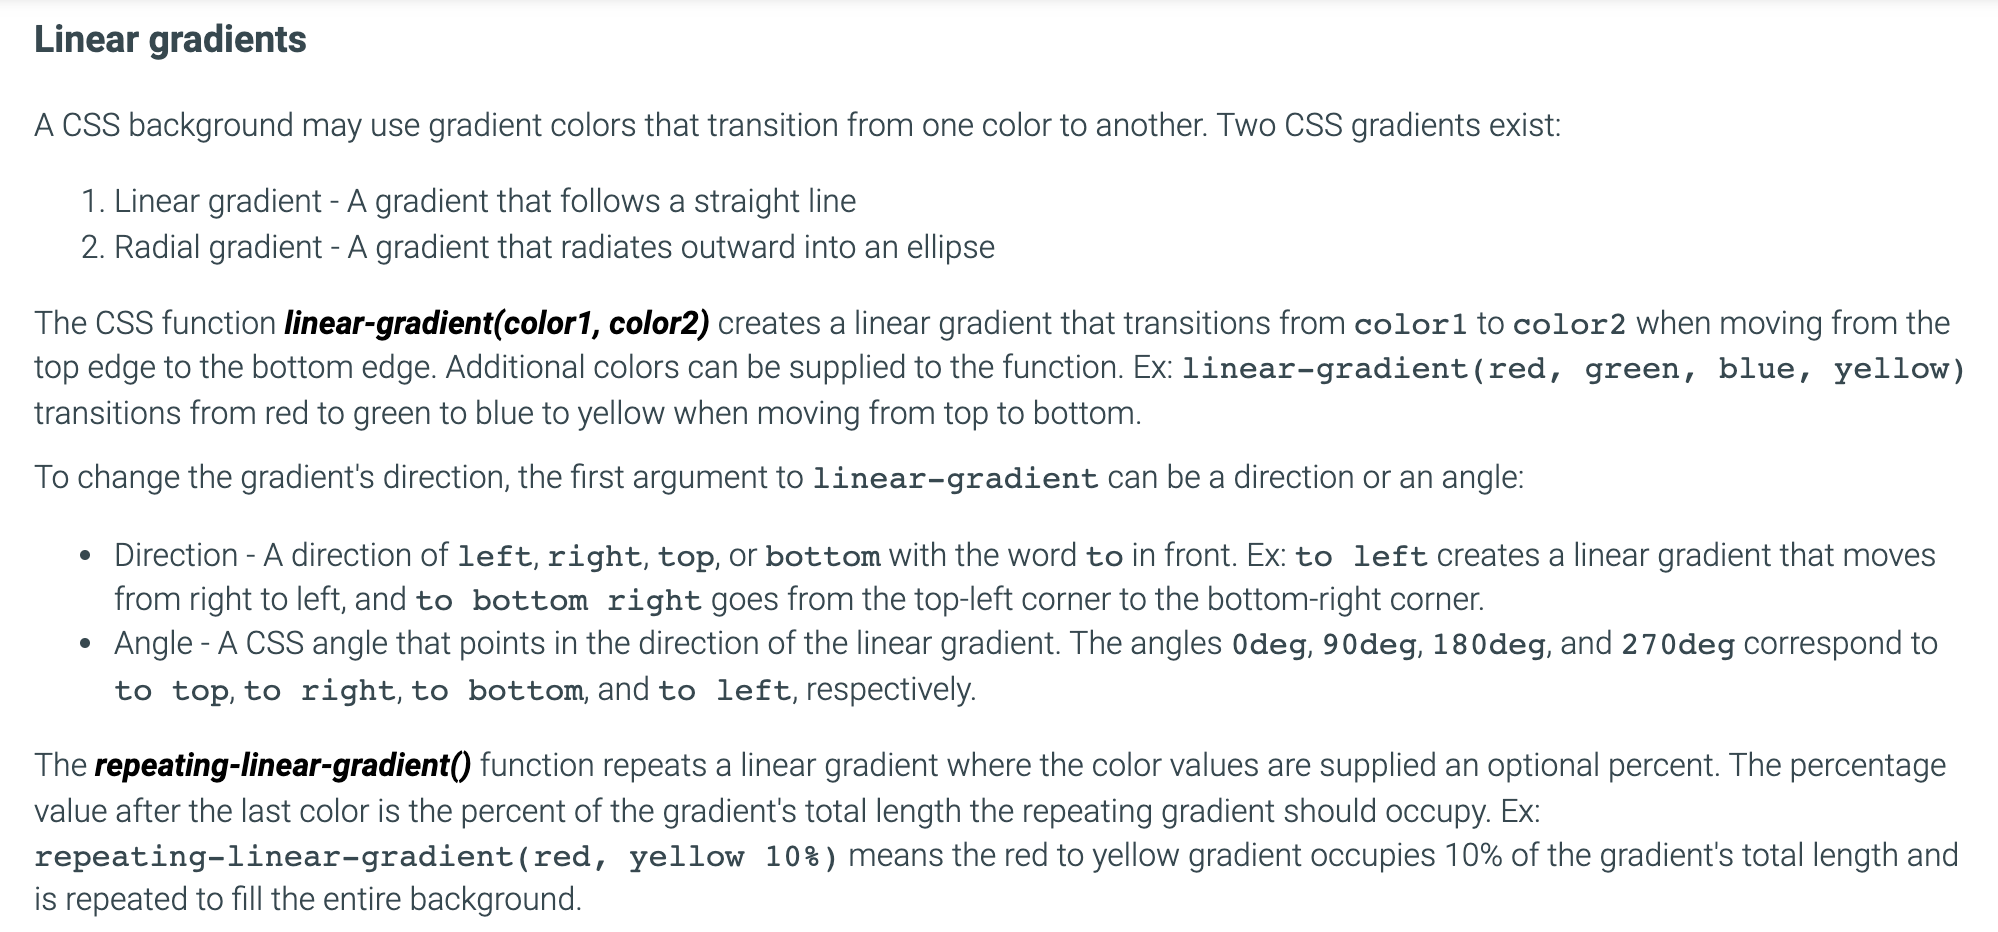 Linear gradients
A CSS background may use gradient colors that transition from one color to another. Two CSS gradients exist:
1. Linear gradient - A gradient that follows a straight line
2. Radial gradient - A gradient that radiates outward into an ellipse
The CSS function linear-gradient(color1, color2) creates a linear gradient that transitions from color1 to color2 when moving from the
top edge to the bottom edge. Additional colors can be supplied to the function. Ex: linear-gradient(red, green, blue, yellow)
transitions from red to green to blue to yellow when moving from top to bottom.
To change the gradient's direction, the first argument to linear-gradient can be a direction or an angle:
• Direction - A direction of left, right, top, or bottom with the word to in front. Ex: to left creates a linear gradient that moves
from right to left, and to bottom right goes from the top-left corner to the bottom-right corner.
• Angle - A CSS angle that points in the direction of the linear gradient. The angles 0deg, 90deg, 180deg, and 270deg correspond to
to top, to right, to bottom, and to left, respectively.
The repeating-linear-gradient() function repeats a linear gradient where the color values are supplied an optional percent. The percentage
value after the last color is the percent of the gradient's total length the repeating gradient should occupy. Ex:
repeating-linear-gradient(red, yellow 10%) means the red to yellow gradient occupies 10% of the gradient's total length and
is repeated to fill the entire background.